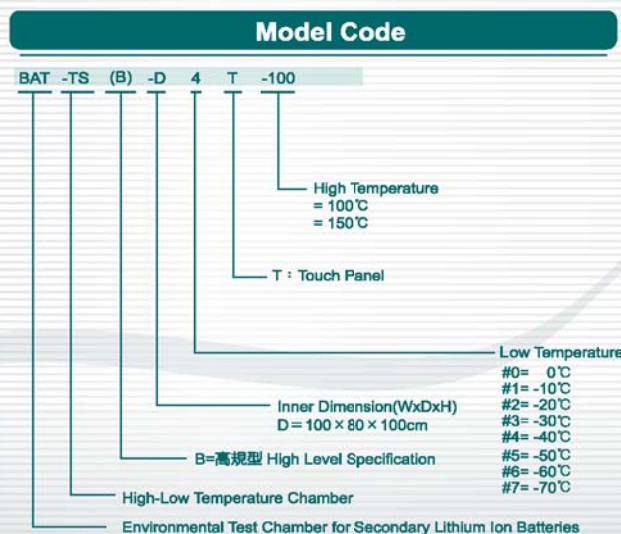 Model Code
BAT -TS (B) -D 4 T -100
High Temperature
= 100℃
= 150℃
T：Touch Panel
Low Temperature
#0= 0℃
#1= -10℃
#2= -20℃
#3= -30℃
#4= -40℃
#5= -50℃
#6= -60℃
#7= -70℃
Inner Dimension(WxDxH)
D＝100×80×100cm
B=高規型 High Level Specification
High-Low Temperature Chamber
Environmental Test Chamber for Secondary Lithium Ion Batteries